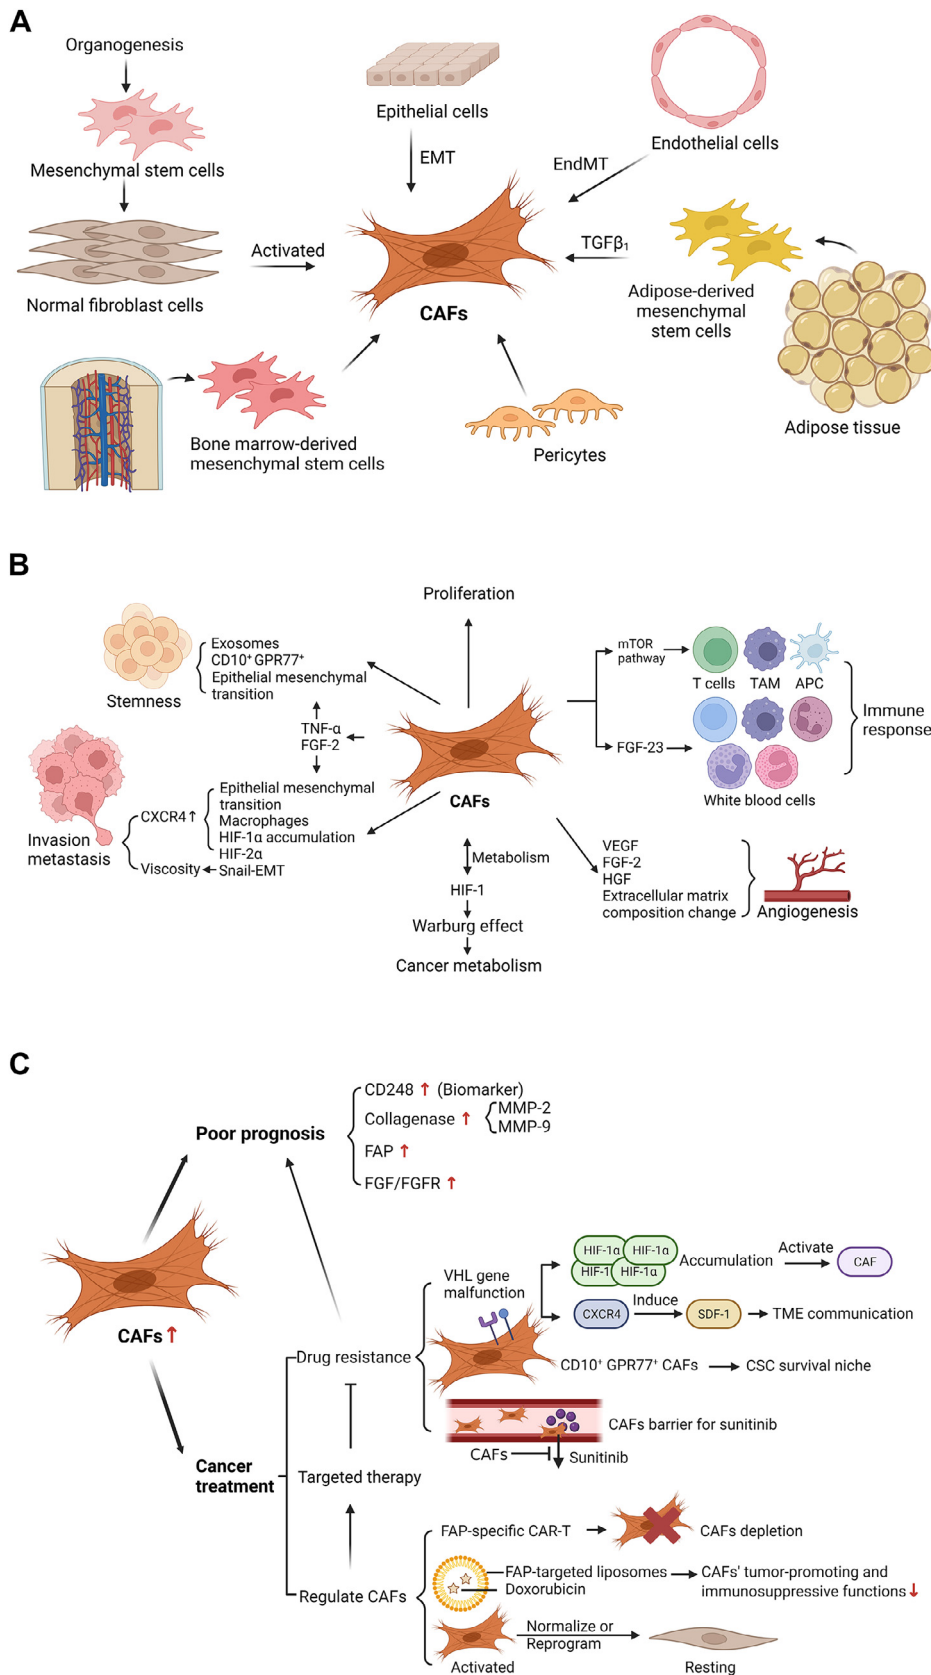 A
Organogenesis
Mesenchymal stem cells
Normal fibroblast cells
Activated
Epithelial cells
EMT
Endothelial cells
EndMT
CAFs
TGFβ₁
Adipose-derived
mesenchymal
stem cells
Adipose tissue
Bone marrow-derived
mesenchymal stem cells
Pericytes
B
Proliferation
Stemness
Exosomes
CD10⁺ GPR77⁺
Epithelial mesenchymal
transition
TNF-α
FGF-2
CAFs
Invasion
metastasis
CXCR4↑
Epithelial mesenchymal
transition
Macrophages
HIF-1α accumulation
HIF-2α
Viscosity
Snail-EMT
Metabolism
HIF-1
Warburg effect
Cancer metabolism
mTOR
pathway
T cells
TAM
APC
FGF-23
White blood cells
Immune
response
VEGF
FGF-2
HGF
Extracellular matrix
composition change
Angiogenesis
C
Poor prognosis
CD248 ↑ (Biomarker)
Collagenase ↑
MMP-2
MMP-9
FAP ↑
FGF/FGFR ↑
CAFs ↑
Cancer
treatment
Drug resistance
VHL gene
malfunction
HIF-1α
HIF-1α
HIF-1
HIF-1α
Accumulation
Activate
CAF
CXCR4
Induce
SDF-1
TME communication
CD10⁺ GPR77⁺ CAFs
CSC survival niche
CAFs barrier for sunitinib
CAFs
Sunitinib
Targeted therapy
Regulate CAFs
FAP-specific CAR-T
CAFs depletion
FAP-targeted liposomes
Doxorubicin
CAFs' tumor-promoting and
immunosuppressive functions ↓
Normalize or
Reprogram
Activated
Resting